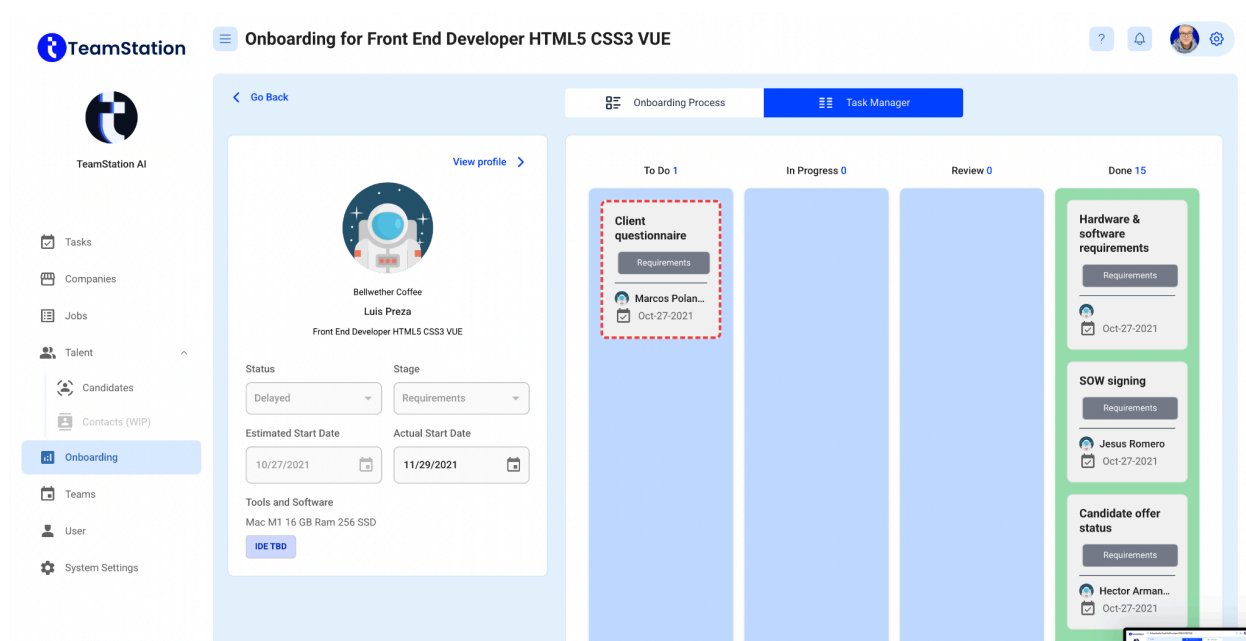 TeamStation
Onboarding for Front End Developer HTML5 CSS3 VUE
?
TeamStation AI
Tasks
Companies
Jobs
Talent
Candidates
Contacts (WIP)
Onboarding
Teams
User
System Settings
Go Back
Onboarding Process
Task Manager
View profile
Bellwether Coffee
Luis Preza
Front End Developer HTML5 CSS3 VUE
Status
Stage
Delayed
Requirements
Estimated Start Date
Actual Start Date
10/27/2021
11/29/2021
Tools and Software
Mac M1 16 GB Ram 256 SSD
IDE TBD
To Do 1
In Progress 0
Review 0
Done 15
Client
questionnaire
Requirements
Marcos Polan...
Oct-27-2021
Hardware &
software
requirements
Requirements
Oct-27-2021
SOW signing
Requirements
Jesus Romero
Oct-27-2021
Candidate offer
status
Requirements
Hector Arman...
Oct-27-2021